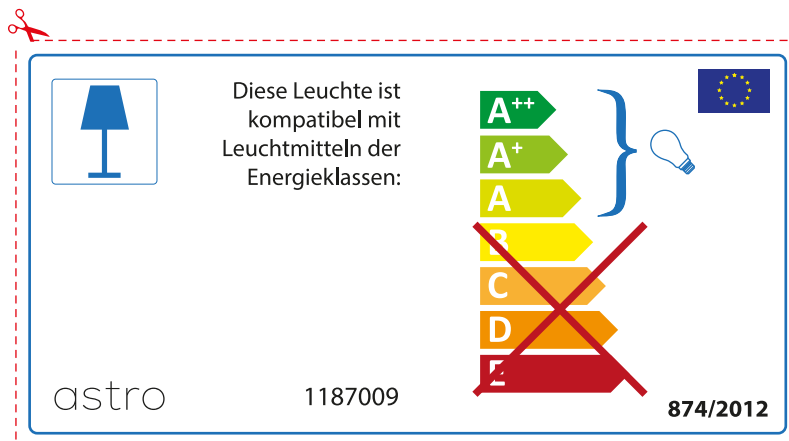 Diese Leuchte ist
kompatibel mit
Leuchtmitteln der
Energieklassen:
A++
A+
A
B
C
D
E
astro
1187009
874/2012